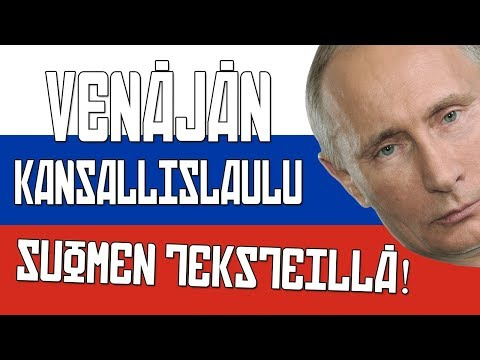 VENÄJÄN
KANSALLISLAULU
SUOMEN TEKSTEILLÄ!